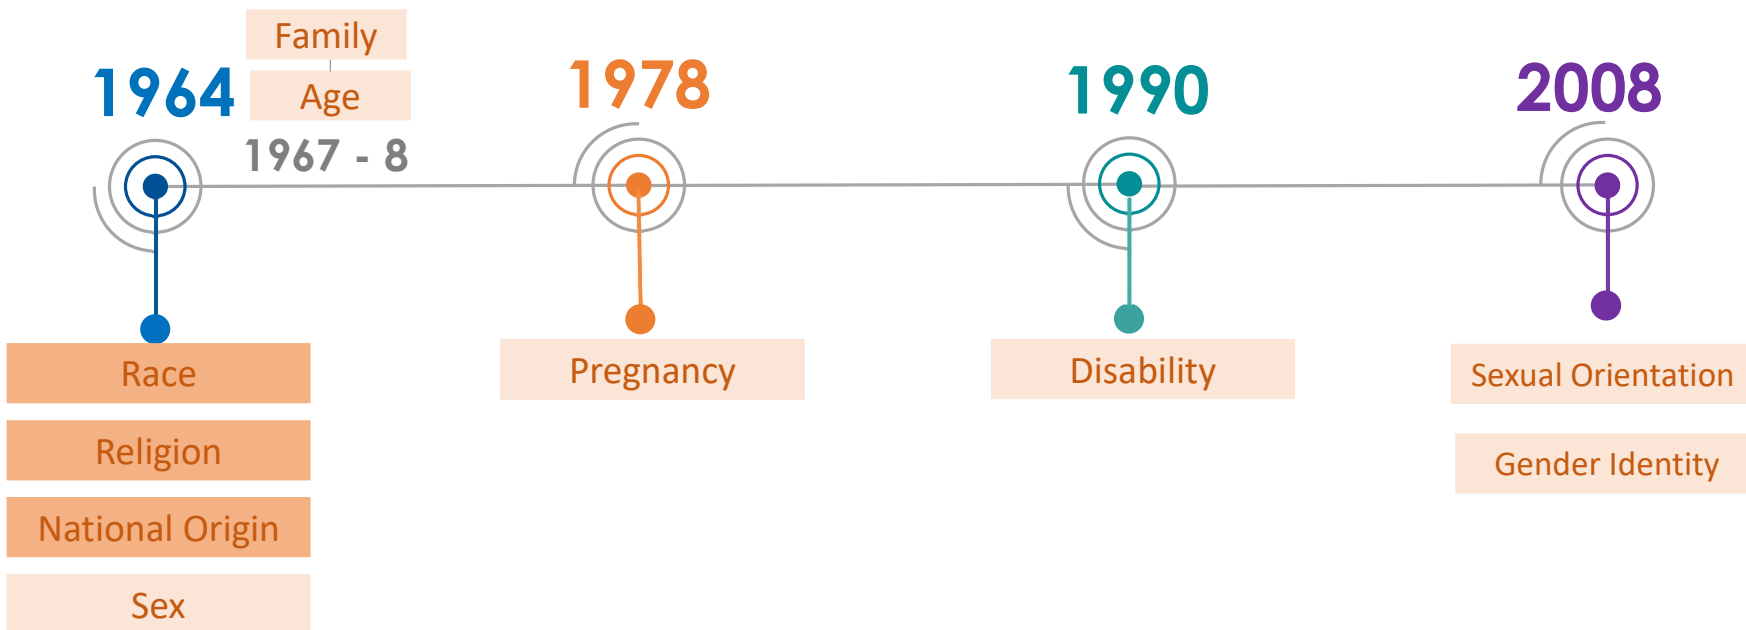 1964
Race
Religion
National Origin
Sex
Family
Age
1967 - 8
1978
Pregnancy
1990
Disability
2008
Sexual Orientation
Gender Identity